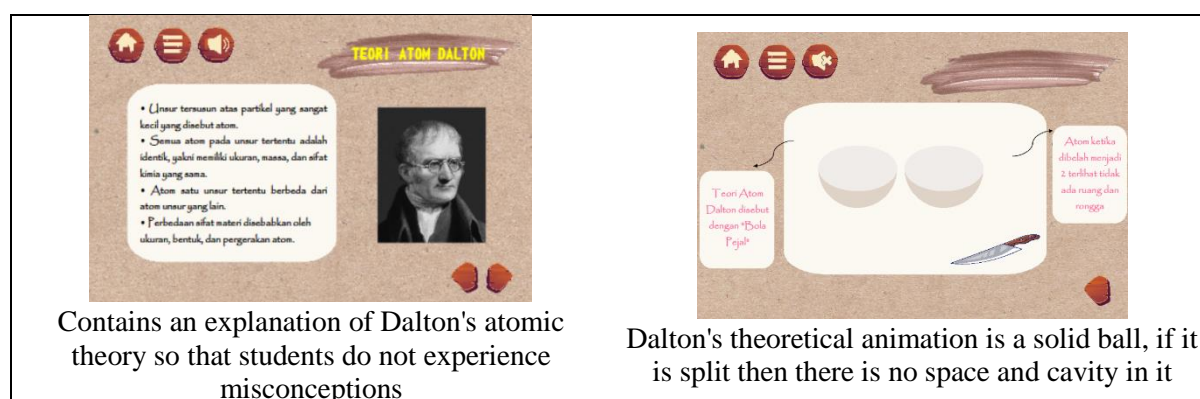 TEORI ATOM DALTON
• Unsur tersusun atas partikel yang sangat
kecil yang disebut atom.
• Semua atom pada unsur tertentu adalah
identik, yakni memiliki ukuran, massa, dan sifat
kimia yang sama.
• Atom satu unsur tertentu berbeda dari
atom unsur yang lain.
• Perbedaan sifat materi disebabkan oleh
ukuran, bentuk, dan pergerakan atom.
Contains an explanation of Dalton's atomic
theory so that students do not experience
misconceptions
Teori Atom
Dalton disebut
dengan "Bola
Pejal"
Atom ketika
dibelah menjadi
2 terlihat tidak
ada ruang dan
rongga
Dalton's theoretical animation is a solid ball, if it
is split then there is no space and cavity in it